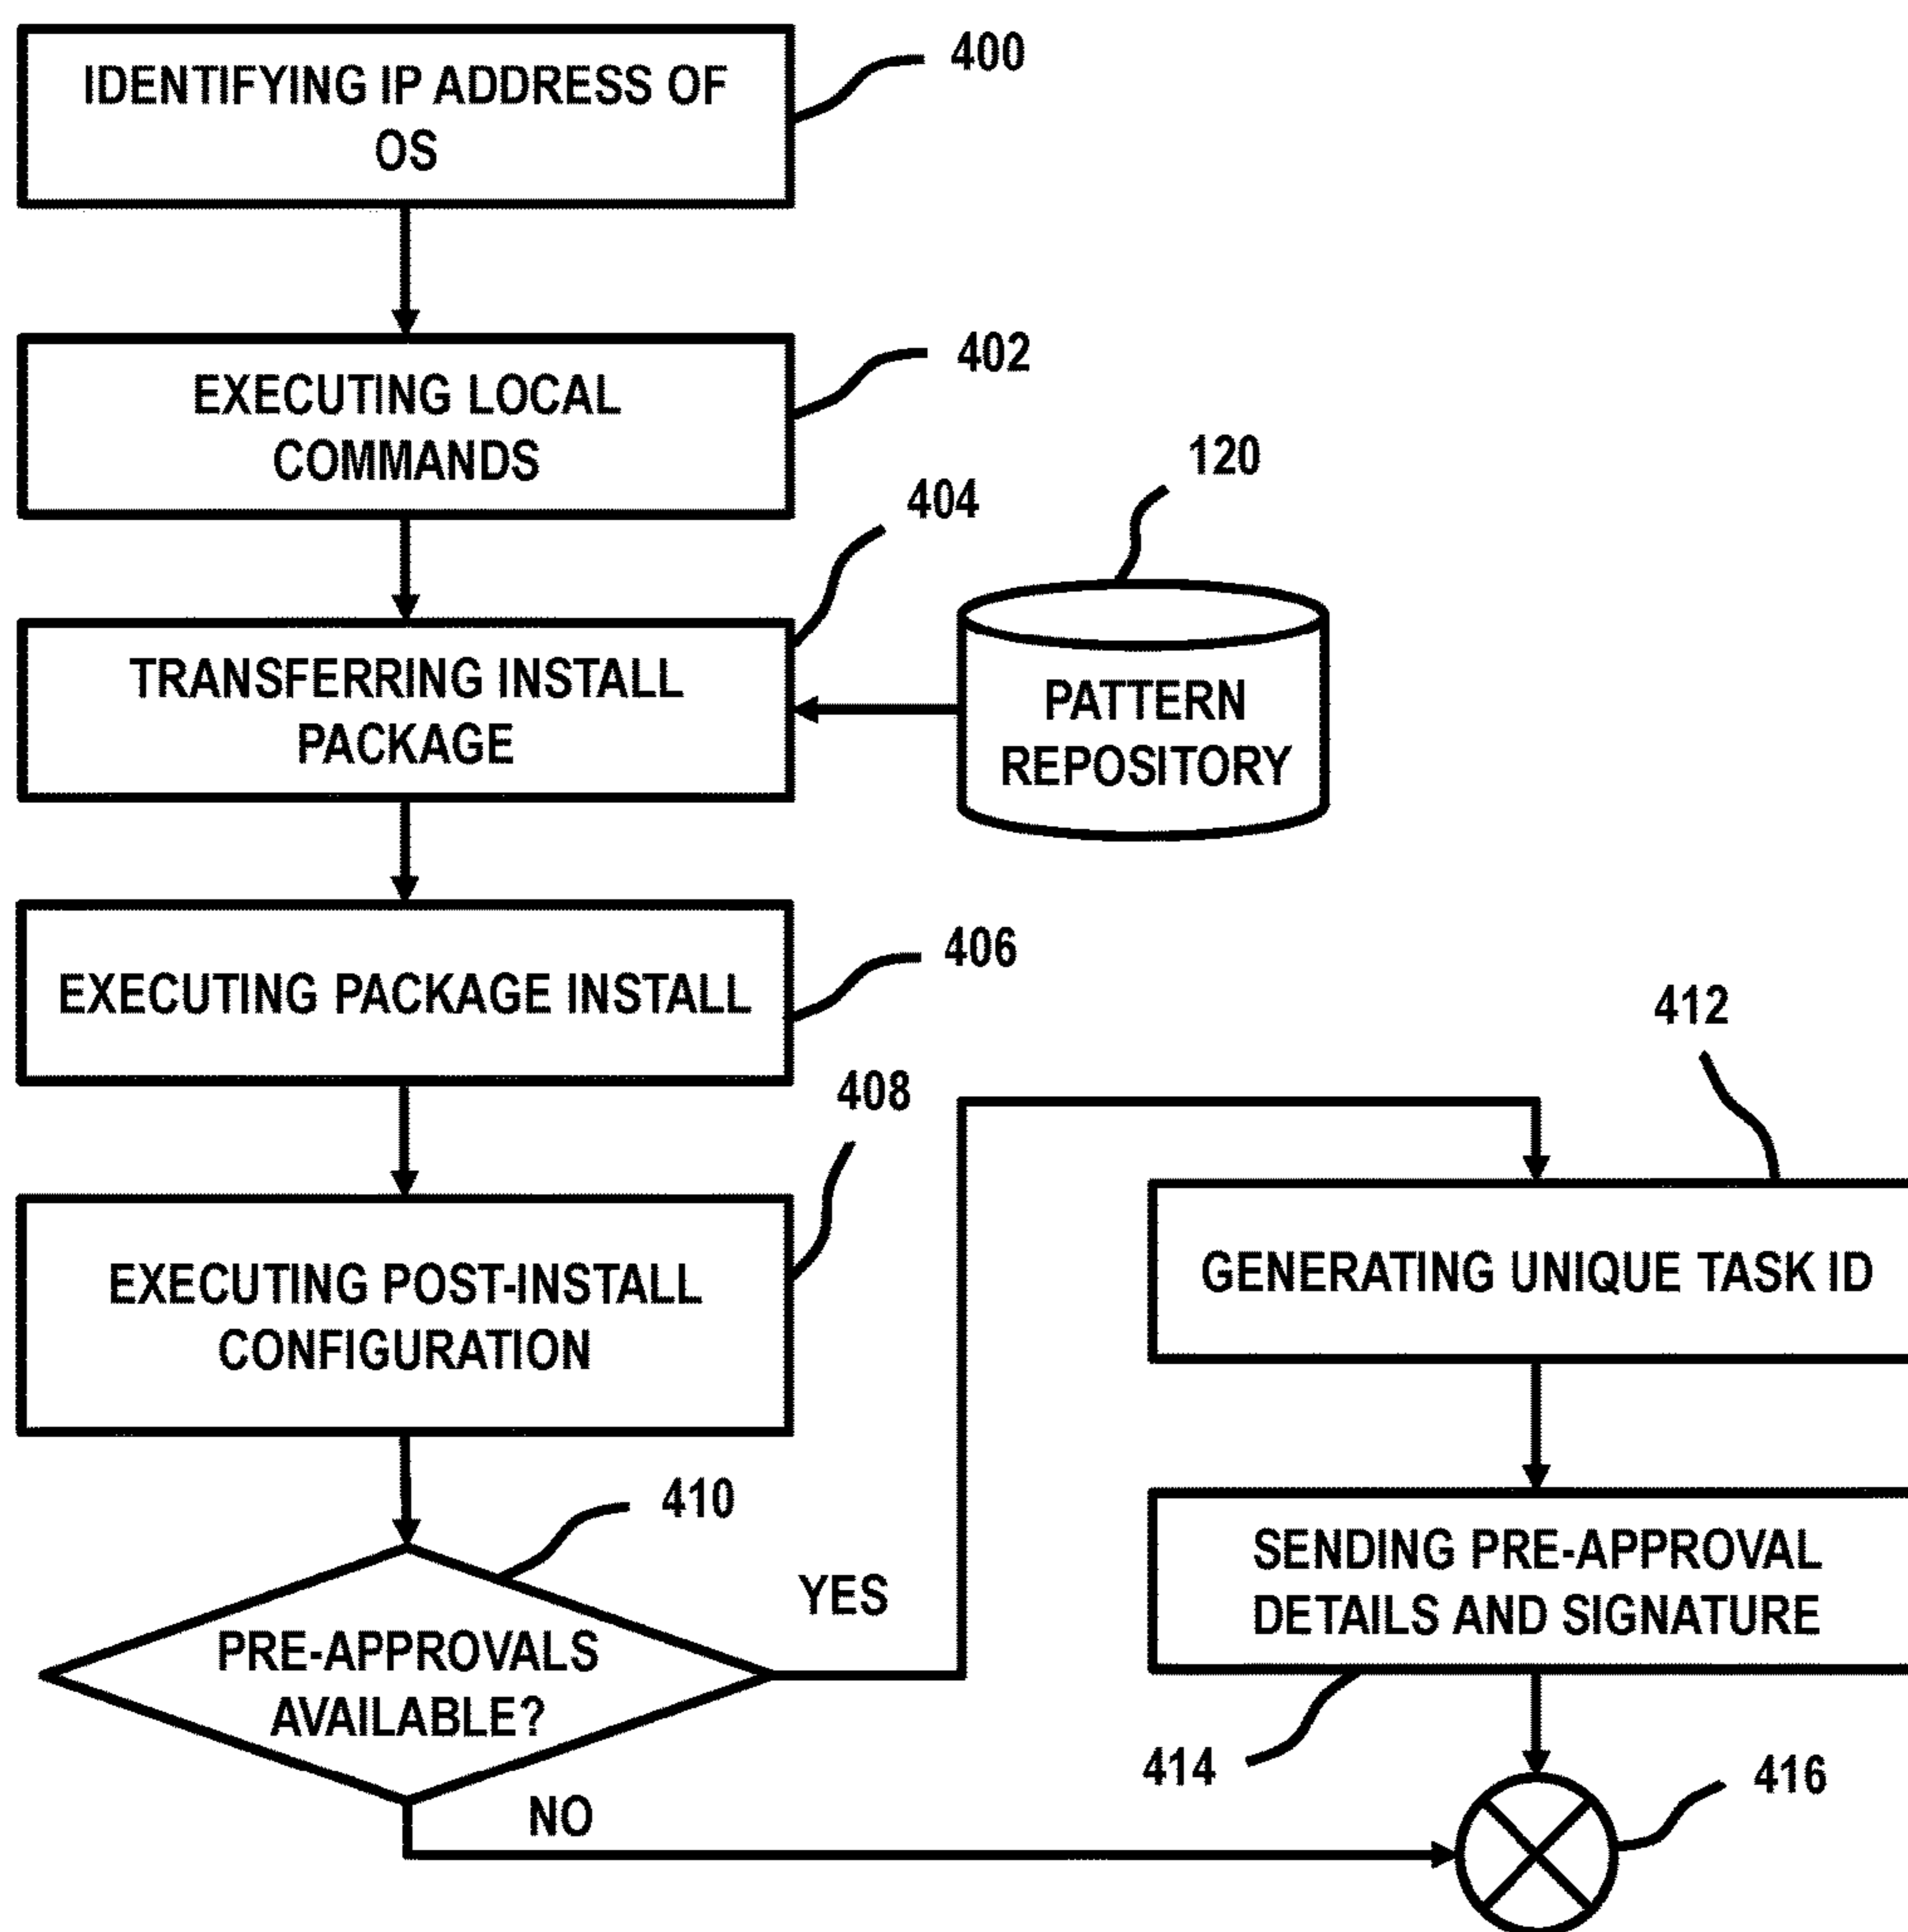 IDENTIFYING IP ADDRESS OF
OS
400
EXECUTING LOCAL
COMMANDS
402
TRANSFERRING INSTALL
PACKAGE
404
120
PATTERN
REPOSITORY
EXECUTING PACKAGE INSTALL
406
EXECUTING POST-INSTALL
CONFIGURATION
408
PRE-APPROVALS
AVAILABLE?
410
YES
NO
412
GENERATING UNIQUE TASK ID
SENDING PRE-APPROVAL
DETAILS AND SIGNATURE
414
416